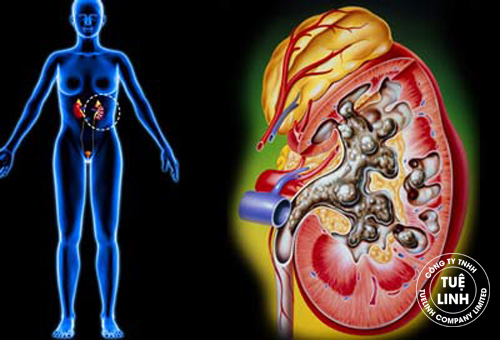 CÔNG TY TNHH
TUỆ
LINH
TUELINH COMPANY LIMITED